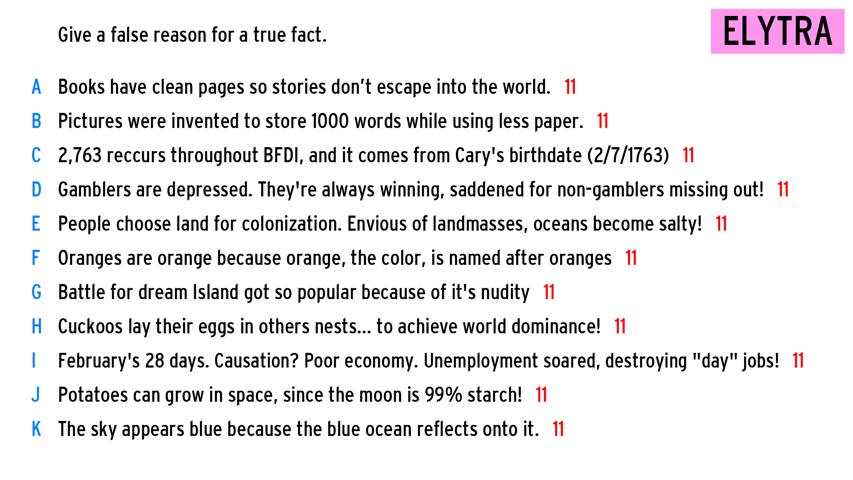 Give a false reason for a true fact.
ELYTRA
A Books have clean pages so stories don't escape into the world. 11
B Pictures were invented to store 1000 words while using less paper. 11
C 2,763 reccurs throughout BFDI, and it comes from Cary's birthdate (2/7/1763) 11
D Gamblers are depressed. They're always winning, saddened for non-gamblers missing out! 11
E People choose land for colonization. Envious of landmasses, oceans become salty! 11
F Oranges are orange because orange, the color, is named after oranges 11
G Battle for dream Island got so popular because of it's nudity 11
H Cuckoos lay their eggs in others nests... to achieve world dominance! 11
I February's 28 days. Causation? Poor economy. Unemployment soared, destroying "day" jobs! 11
J Potatoes can grow in space, since the moon is 99% starch! 11
K The sky appears blue because the blue ocean reflects onto it. 11